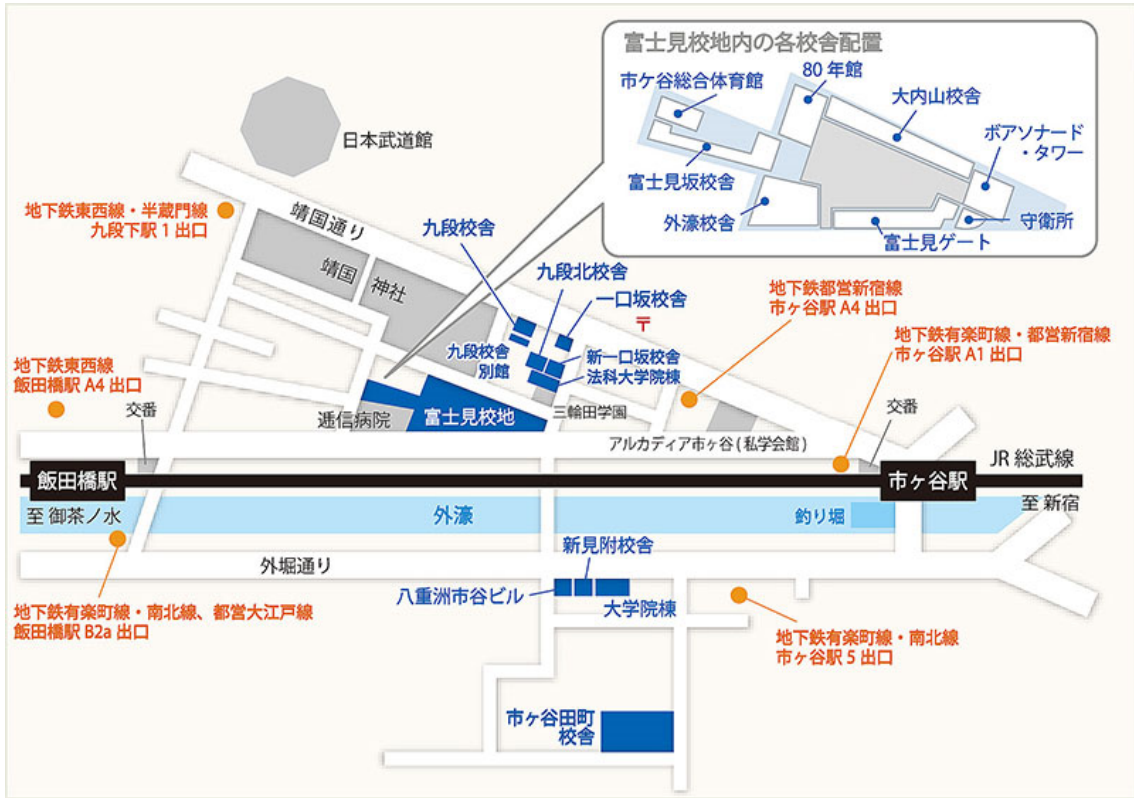 富士見校地内の各校舎配置
市ケ谷総合体育館
80 年館
大内山校舎
ボアソナード
・タワー
富士見坂校舎
外濠校舎
富士見ゲート
守衛所
日本武道館
地下鉄東西線・半蔵門線
九段下駅 1 出口
靖国通り
靖国
神社
九段校舎
九段北校舎
一口坂校舎
〒
九段校舎
別館
新一口坂校舎
法科大学院棟
地下鉄都営新宿線
市ヶ谷駅 A4 出口
地下鉄有楽町線・都営新宿線
市ヶ谷駅 A1 出口
地下鉄東西線
飯田橋駅 A4 出口
交番
逓信病院
富士見校地
三輪田学園
アルカディア市ヶ谷 ( 私学会館 )
交番
飯田橋駅
市ヶ谷駅
JR 総武線
至 御茶ノ水
外濠
釣り堀
至 新宿
外堀通り
新見附校舎
八重洲市谷ビル
大学院棟
地下鉄有楽町線・南北線、都営大江戸線
飯田橋駅 B2a 出口
地下鉄有楽町線・南北線
市ヶ谷駅 5 出口
市ヶ谷田町
校舎